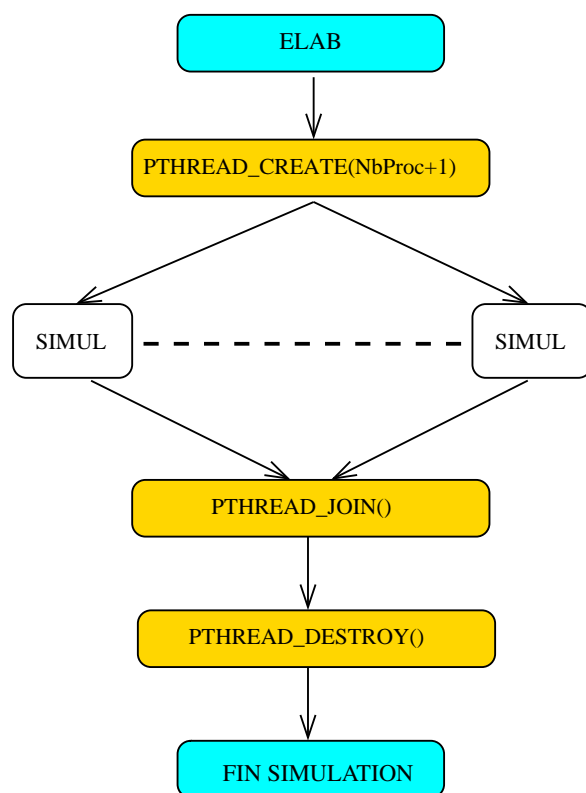 ELAB
PTHREAD_CREATE(NbProc+1)
SIMUL
SIMUL
PTHREAD_JOIN()
PTHREAD_DESTROY()
FIN SIMULATION